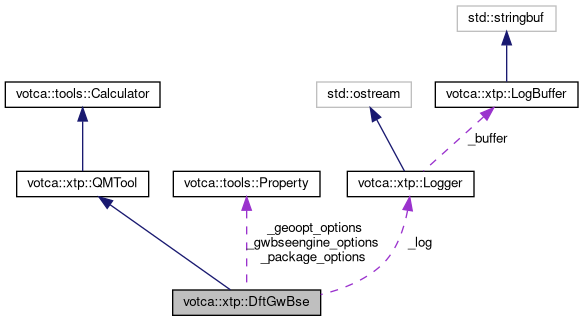 std::stringbuf
votca::tools::Calculator
std::ostream
votca::xtp::LogBuffer
_buffer
votca::xtp::QMTool
votca::tools::Property
votca::xtp::Logger
_geoopt_options
_gwbseengine_options
_package_options
_log
votca::xtp::DftGwBse